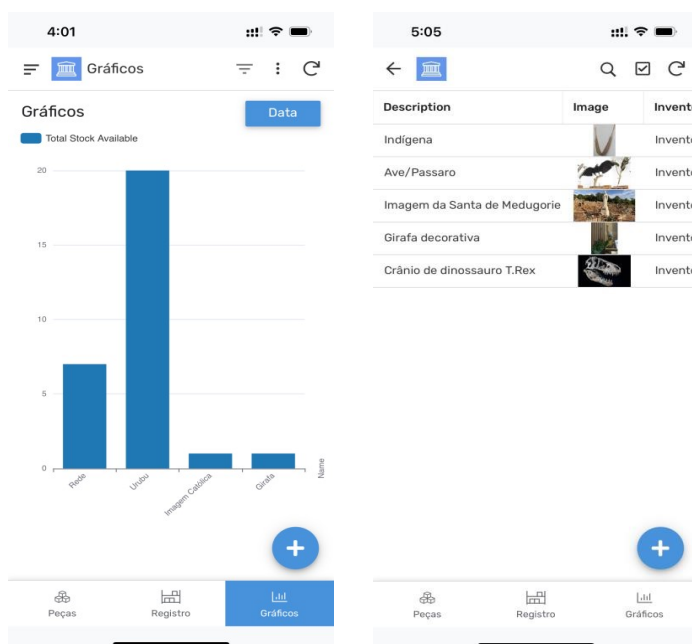 4:01
Gráficos
Gráficos
Data
Total Stock Available
20
15
10
5
0
Rede
Urubu
Imagem Católica
Girafa
Name
Peças
Registro
Gráficos
5:05
Description Image Invent
Indígena Invent
Ave/Passaro Invent
Imagem da Santa de Medugorie Invent
Girafa decorativa Invent
Crânio de dinossauro T.Rex Invent
Peças
Registro
Gráficos